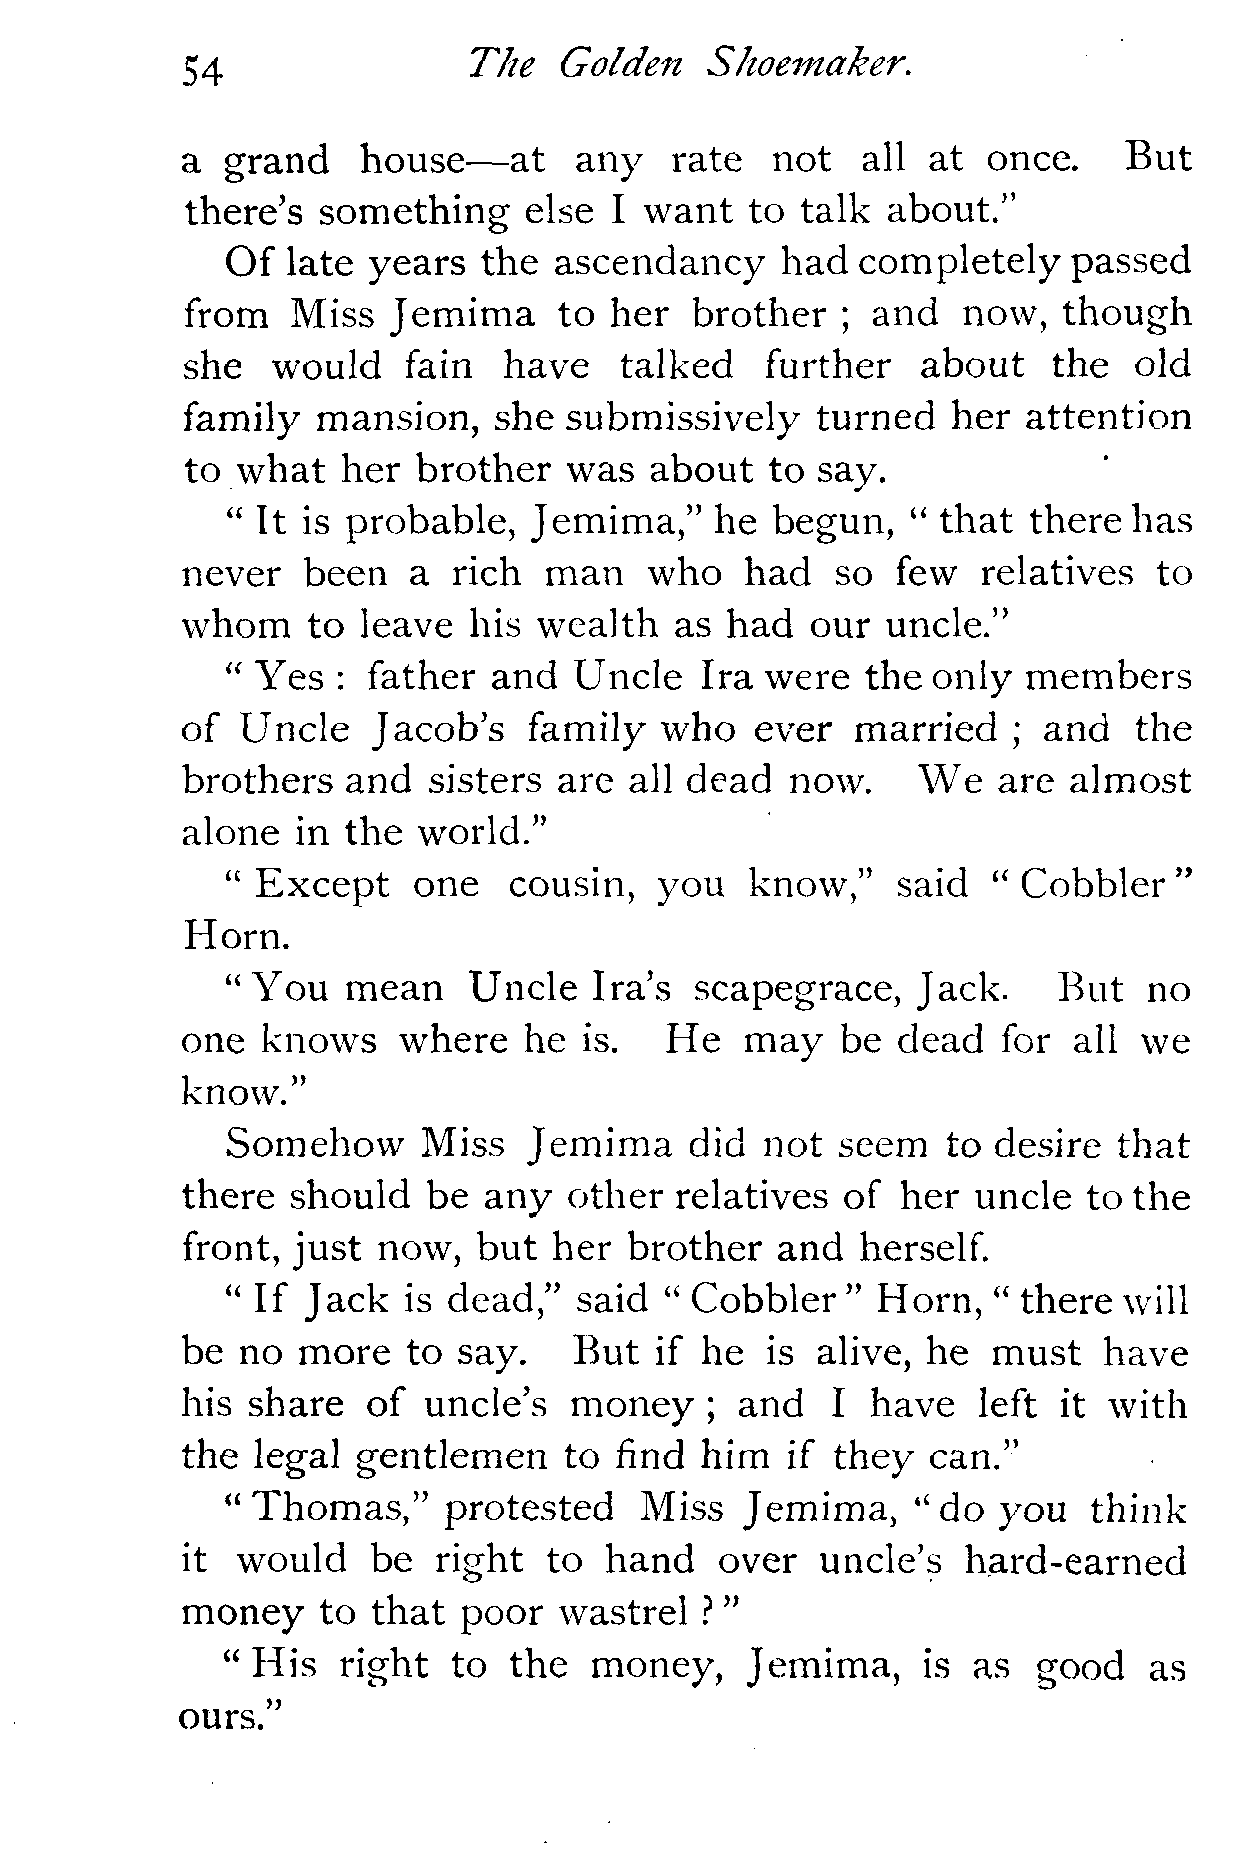 54 The Golden Shoemaker.
a grand house—at any rate not all at once. But
there's something else I want to talk about."
Of late years the ascendancy had completely passed
from Miss Jemima to her brother ; and now, though
she would fain have talked further about the old
family mansion, she submissively turned her attention
to what her brother was about to say.
" It is probable, Jemima," he begun, " that there has
never been a rich man who had so few relatives to
whom to leave his wealth as had our uncle."
" Yes : father and Uncle Ira were the only members
of Uncle Jacob's family who ever married ; and the
brothers and sisters are all dead now. We are almost
alone in the world."
" Except one cousin, you know," said " Cobbler "
Horn.
" You mean Uncle Ira's scapegrace, Jack. But no
one knows where he is. He may be dead for all we
know."
Somehow Miss Jemima did not seem to desire that
there should be any other relatives of her uncle to the
front, just now, but her brother and herself.
" If Jack is dead," said " Cobbler " Horn, " there will
be no more to say. But if he is alive, he must have
his share of uncle's money ; and I have left it with
the legal gentlemen to find him if they can."
" Thomas," protested Miss Jemima, " do you think
it would be right to hand over uncle's hard-earned
money to that poor wastrel ? "
" His right to the money, Jemima, is as good as
ours."